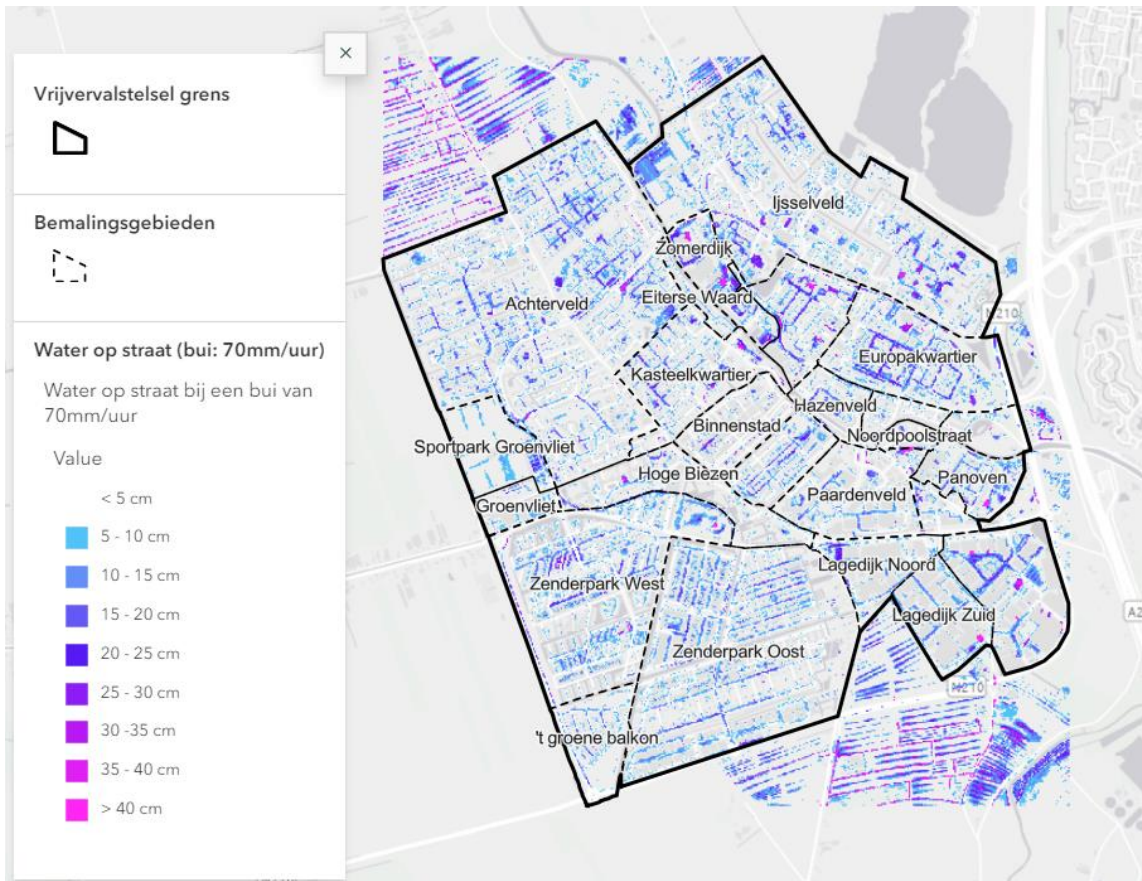 ×
Vrijvervalstelsel grens
Bemalingsgebieden
Water op straat (bui: 70mm/uur)
Water op straat bij een bui van
70mm/uur
Value
< 5 cm
5 - 10 cm
10 - 15 cm
15 - 20 cm
20 - 25 cm
25 - 30 cm
30 -35 cm
35 - 40 cm
> 40 cm
Ijsselveld
Zomerdijk
Achterveld
Eiterse Waard
N210
Europakwartier
Kasteelkwartier
Hazenveld
Binnenstad
Noordpoolstraat
Sportpark Groenvliet
Hoge Biezen
Panoven
Paardenveld
Groenvliet
Lagedijk Noord
Zenderpark West
A2
Lagedijk Zuid
Zenderpark Oost
N210
't groene balkon